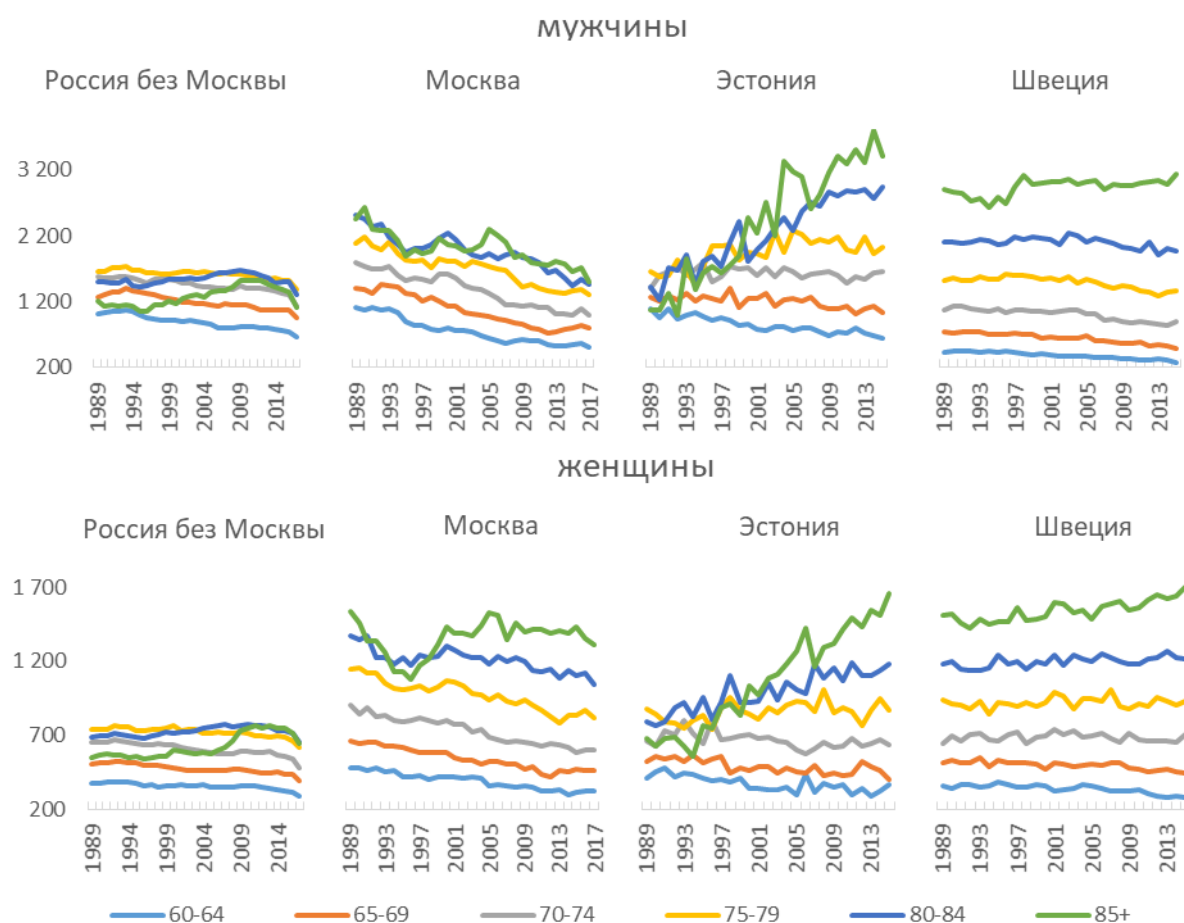 мужчины
Россия без Москвы Москва Эстония Швеция
3 200
2 200
1 200
200
1989 1994 1999 2004 2009 2014 1989 1993 1997 2001 2005 2009 2013 2017 1989 1993 1997 2001 2005 2009 2013 1989 1993 1997 2001 2005 2009 2013
женщины
Россия без Москвы Москва Эстония Швеция
1 700
1 200
700
200
1989 1994 1999 2004 2009 2014 1989 1993 1997 2001 2005 2009 2013 2017 1989 1993 1997 2001 2005 2009 2013 1989 1993 1997 2001 2005 2009 2013
60-64 65-69 70-74 75-79 80-84 85+